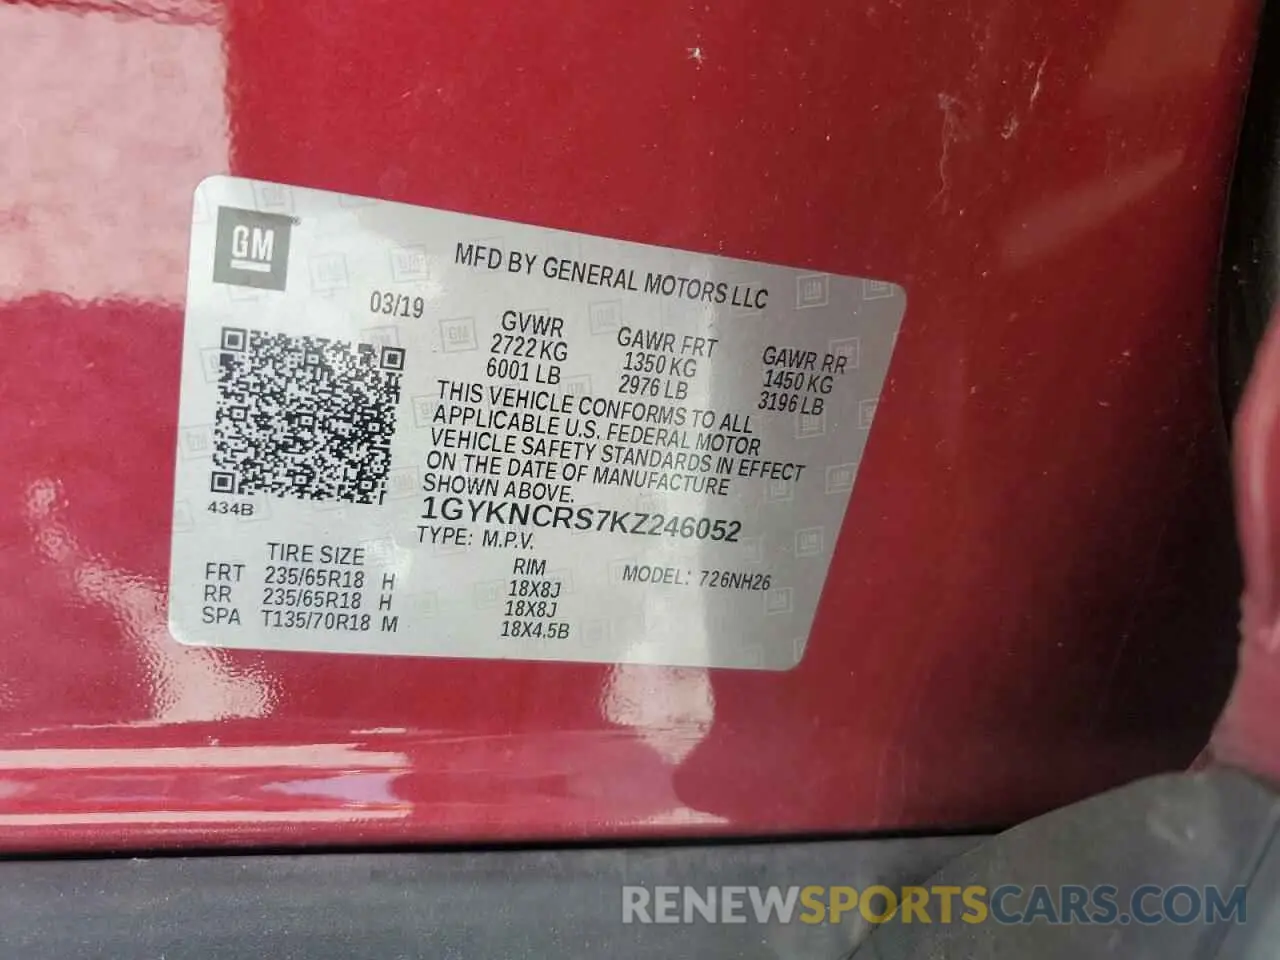 GM
MFD BY GENERAL MOTORS LLC
03/19
GVWR GAWR FRT GAWR RR
2722 KG 1350 KG 1450 KG
6001 LB 2976 LB 3196 LB
THIS VEHICLE CONFORMS TO ALL
APPLICABLE U.S. FEDERAL MOTOR
VEHICLE SAFETY STANDARDS IN EFFECT
ON THE DATE OF MANUFACTURE
SHOWN ABOVE.
434B
1GYKNCRS7KZ246052
TYPE: M.P.V.
TIRE SIZE RIM MODEL: 726NH26
FRT 235/65R18 H 18X8J
RR 235/65R18 H 18X8J
SPA T135/70R18 M 18X4.5B
RENEWSPORTSCARS.COM